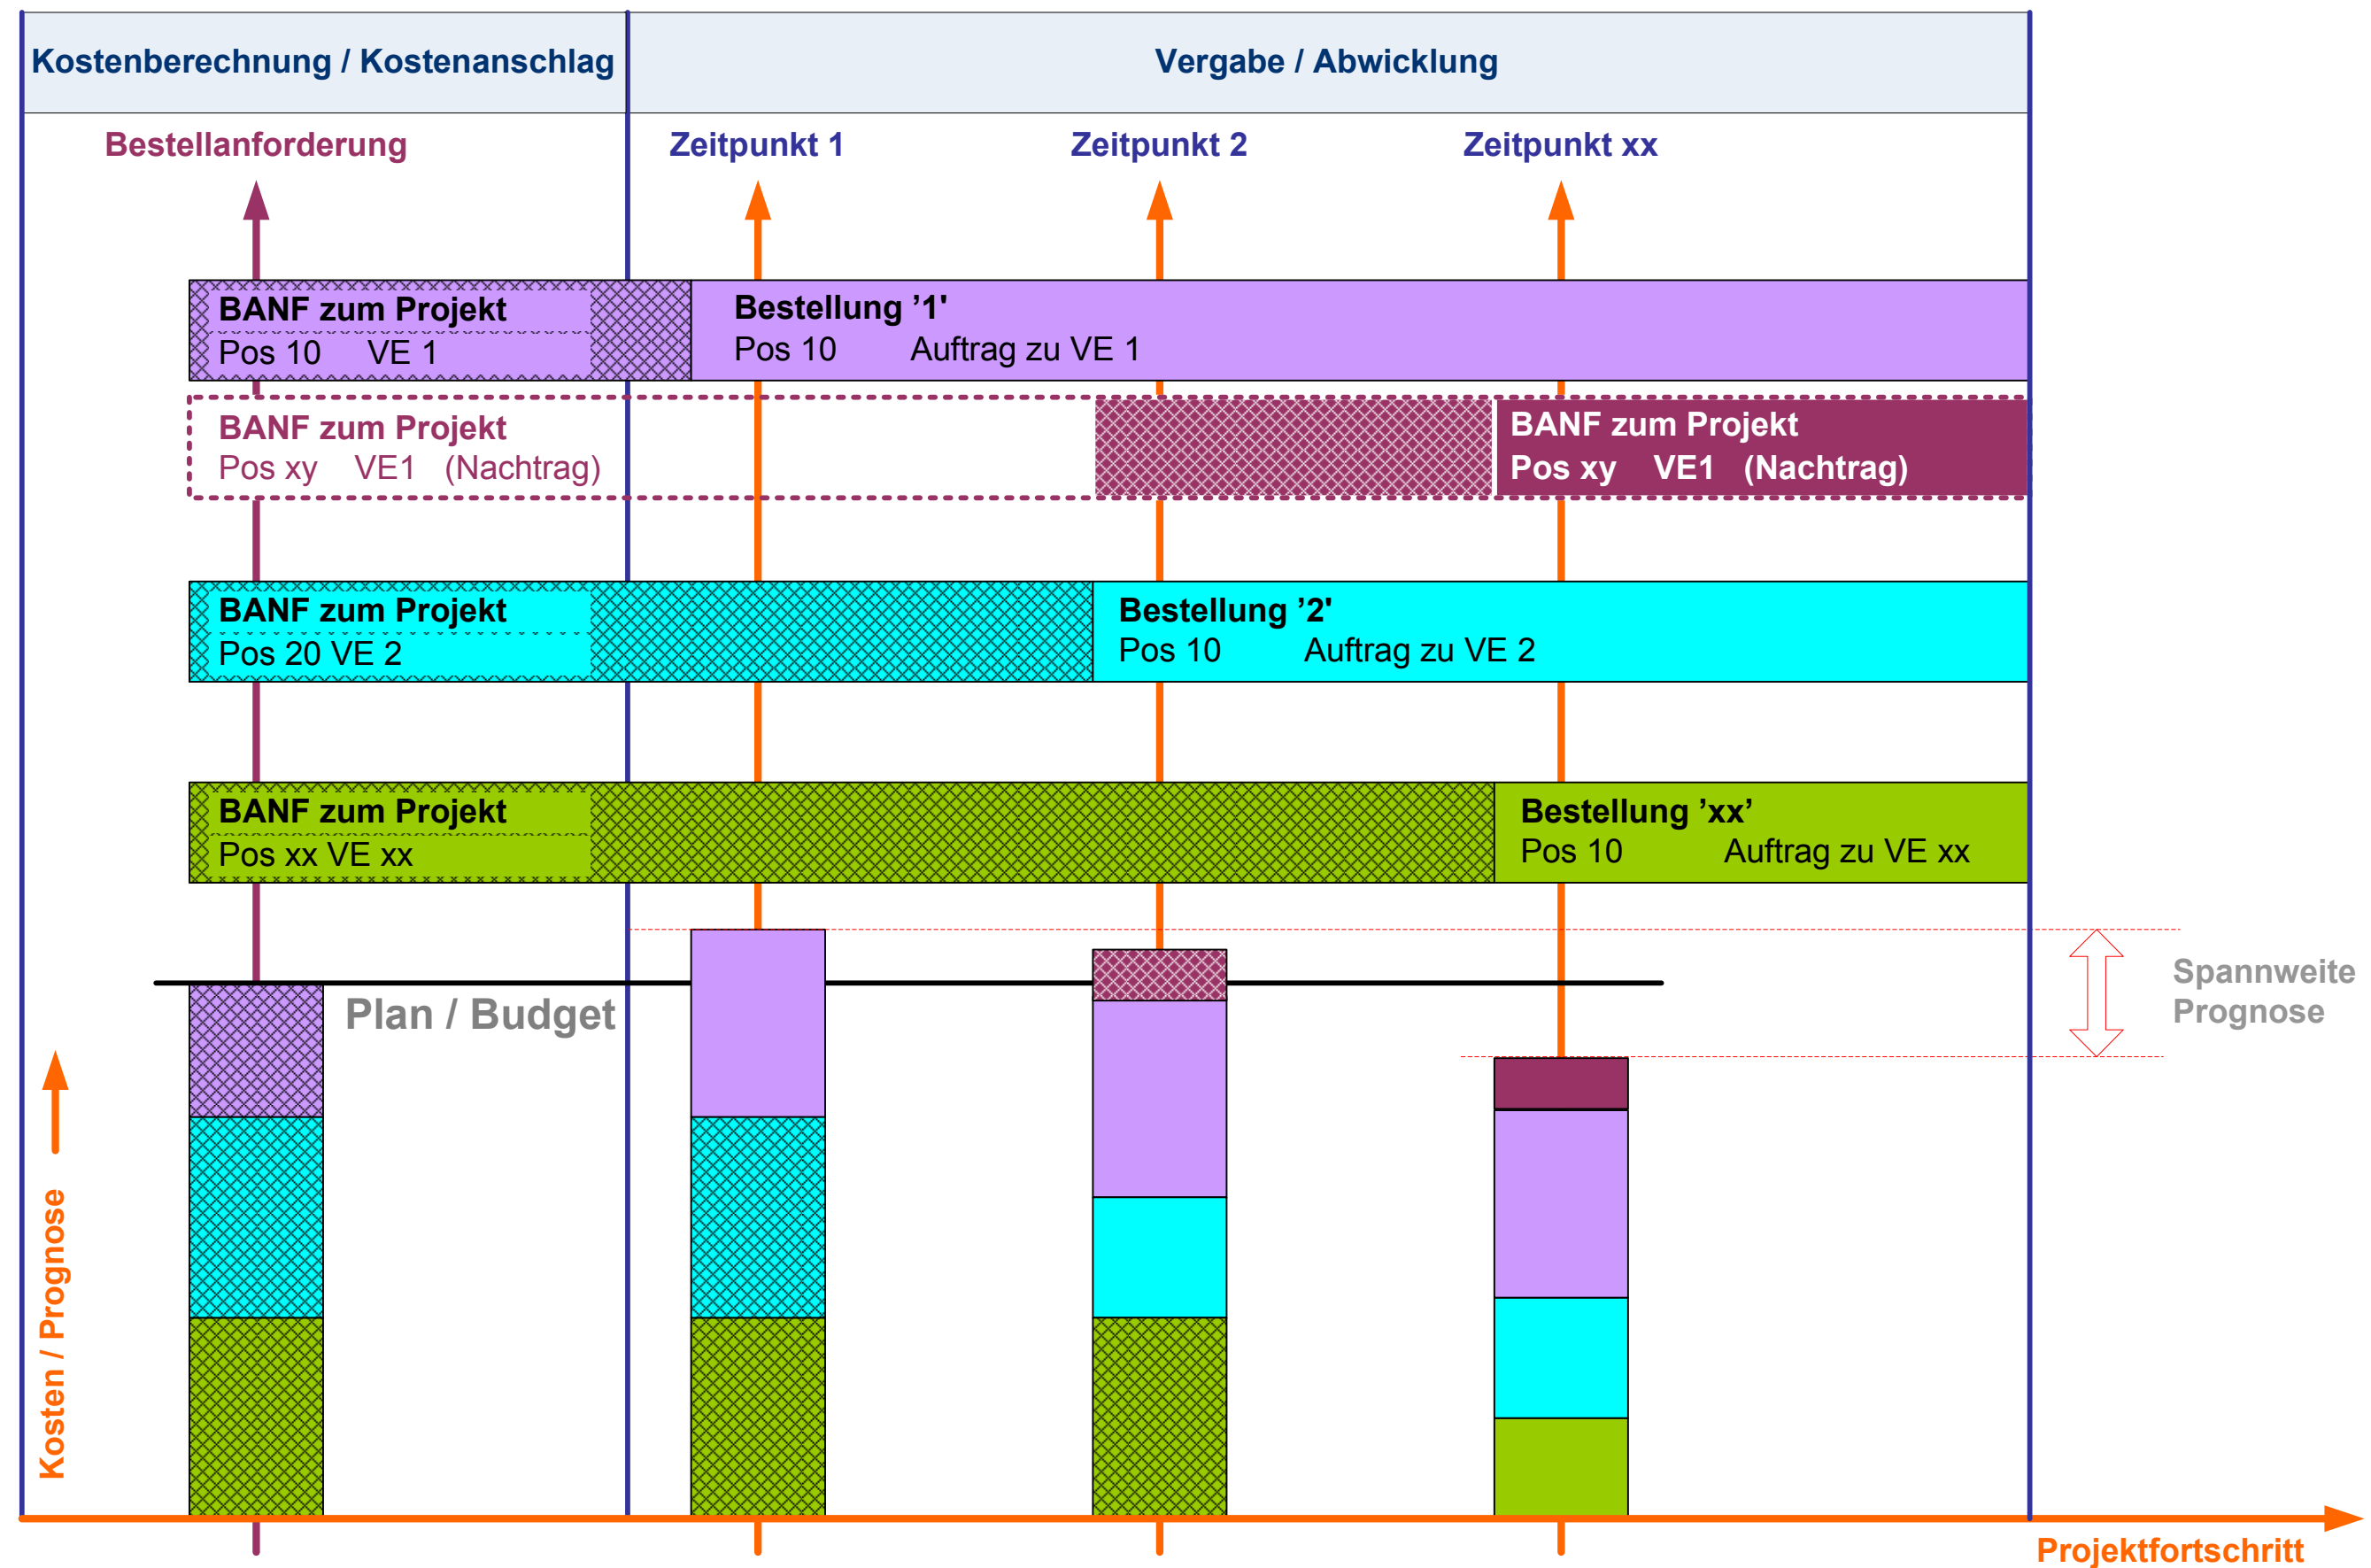 Kostenberechnung / Kostenanschlag
Vergabe / Abwicklung
Bestellanforderung
Zeitpunkt 1
Zeitpunkt 2
Zeitpunkt xx
BANF zum Projekt
Pos 10 VE 1
Bestellung ’1'
Pos 10 Auftrag zu VE 1
BANF zum Projekt
Pos xy VE1 (Nachtrag)
BANF zum Projekt
Pos xy VE1 (Nachtrag)
BANF zum Projekt
Pos 20 VE 2
Bestellung ’2'
Pos 10 Auftrag zu VE 2
BANF zum Projekt
Pos xx VE xx
Bestellung ’xx’
Pos 10 Auftrag zu VE xx
Plan / Budget
Spannweite
Prognose
Kosten / Prognose
Projektfortschritt